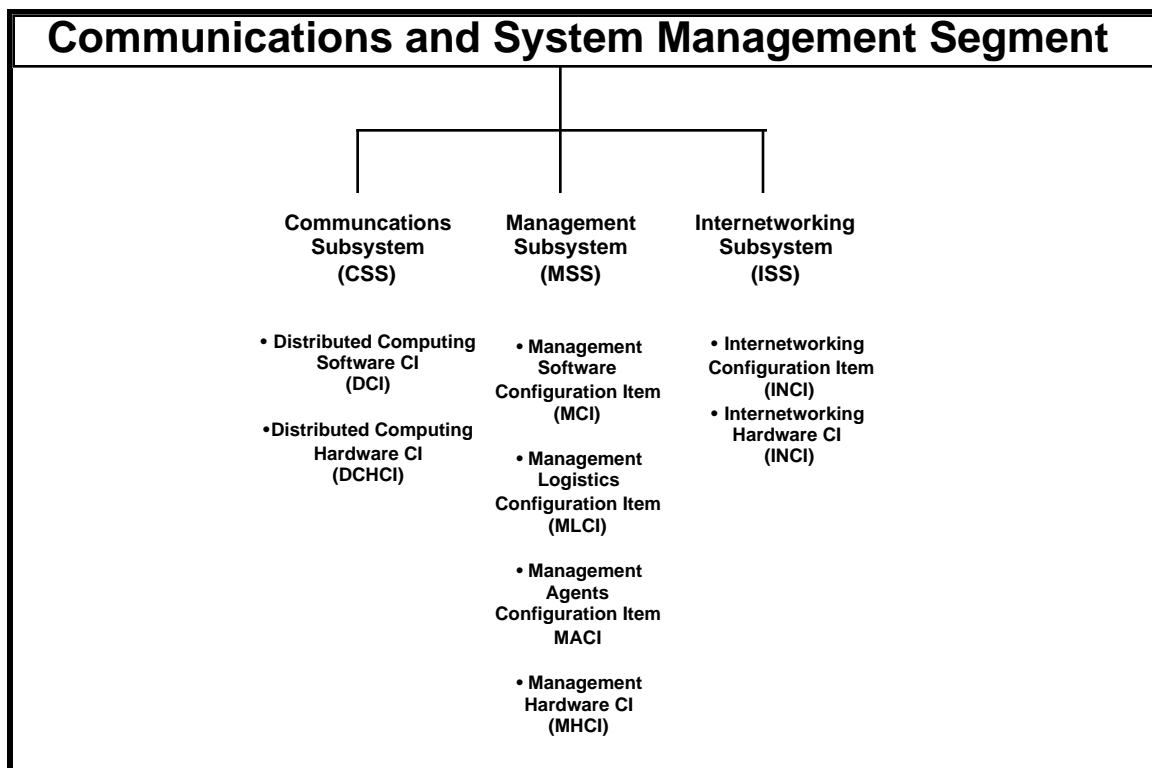 Communications and System Management Segment
Communcations
Subsystem
(CSS)
• Distributed Computing
Software CI
(DCI)
•Distributed Computing
Hardware CI
(DCHCI)
Management
Subsystem
(MSS)
• Management
Software
Configuration Item
(MCI)
• Management
Logistics
Configuration Item
(MLCI)
• Management
Agents
Configuration Item
MACI
• Management
Hardware CI
(MHCI)
Internetworking
Subsystem
(ISS)
• Internetworking
Configuration Item
(INCI)
• Internetworking
Hardware CI
(INCI)